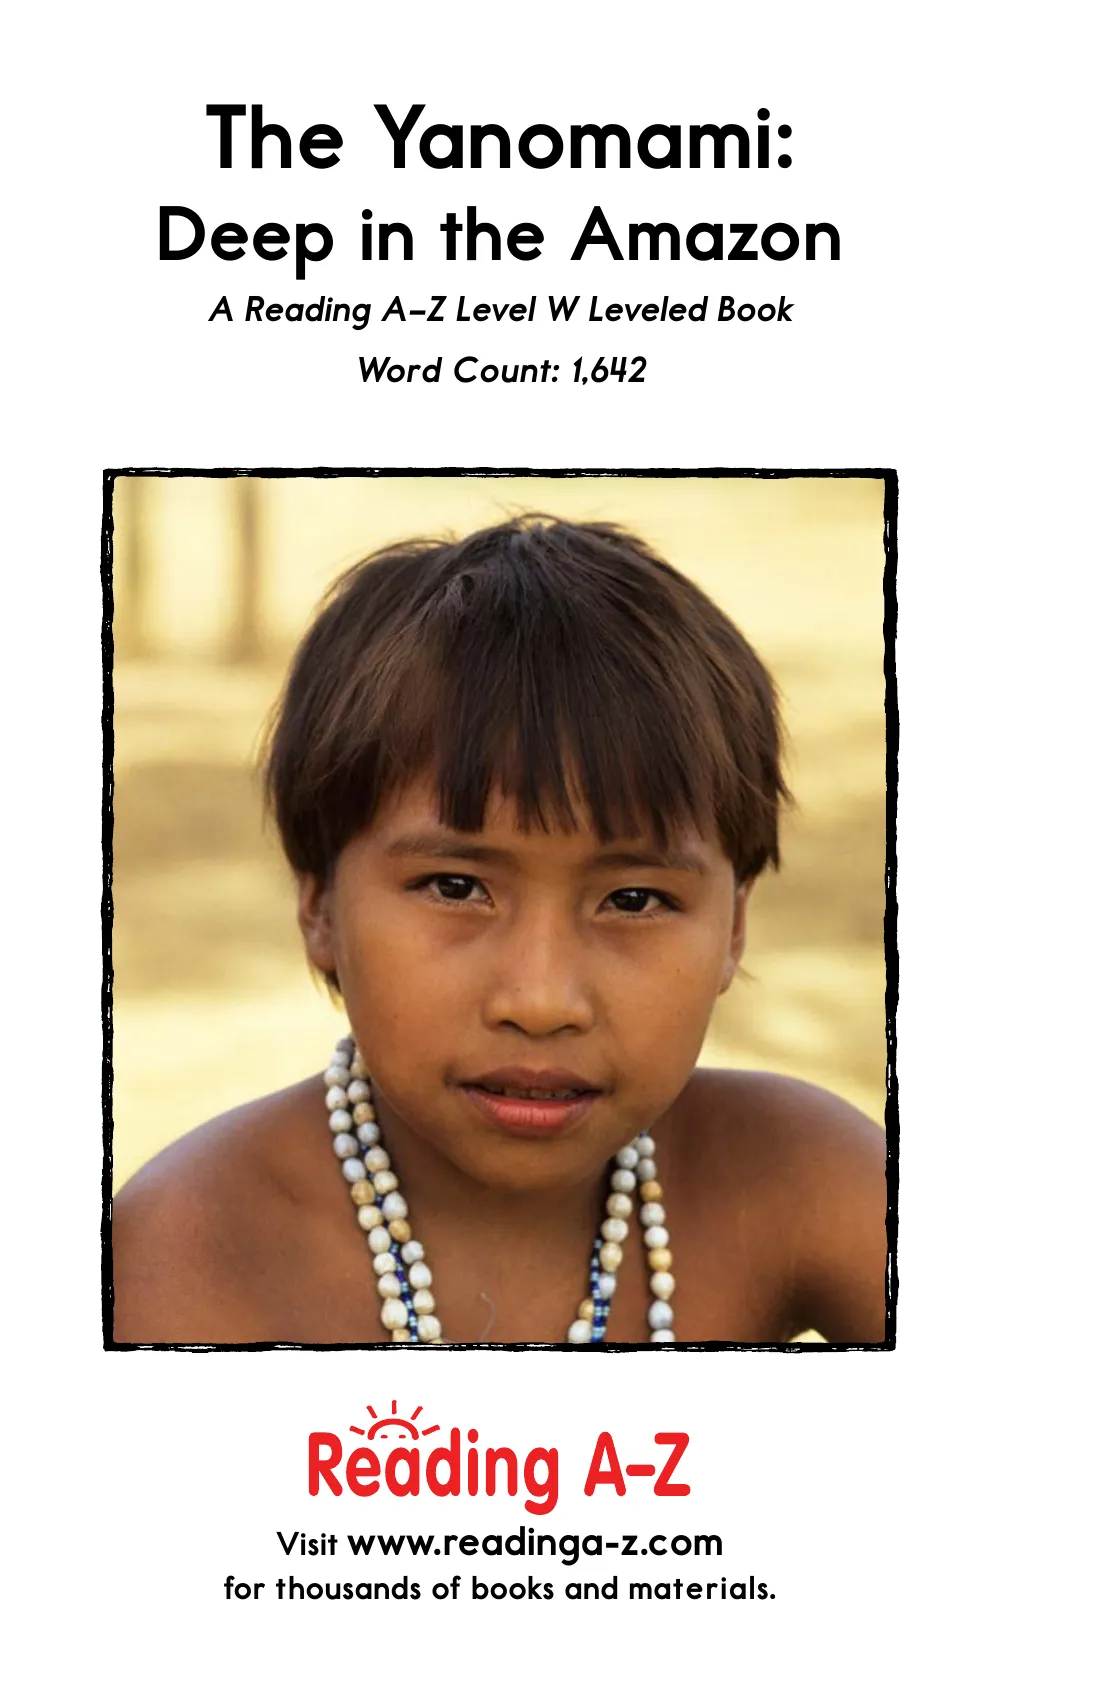 The Yanomami:
Deep in the Amazon
A Reading A–Z Level W Leveled Book
Word Count: 1,642
Reading A–Z
Visit www.readinga-z.com
for thousands of books and materials.